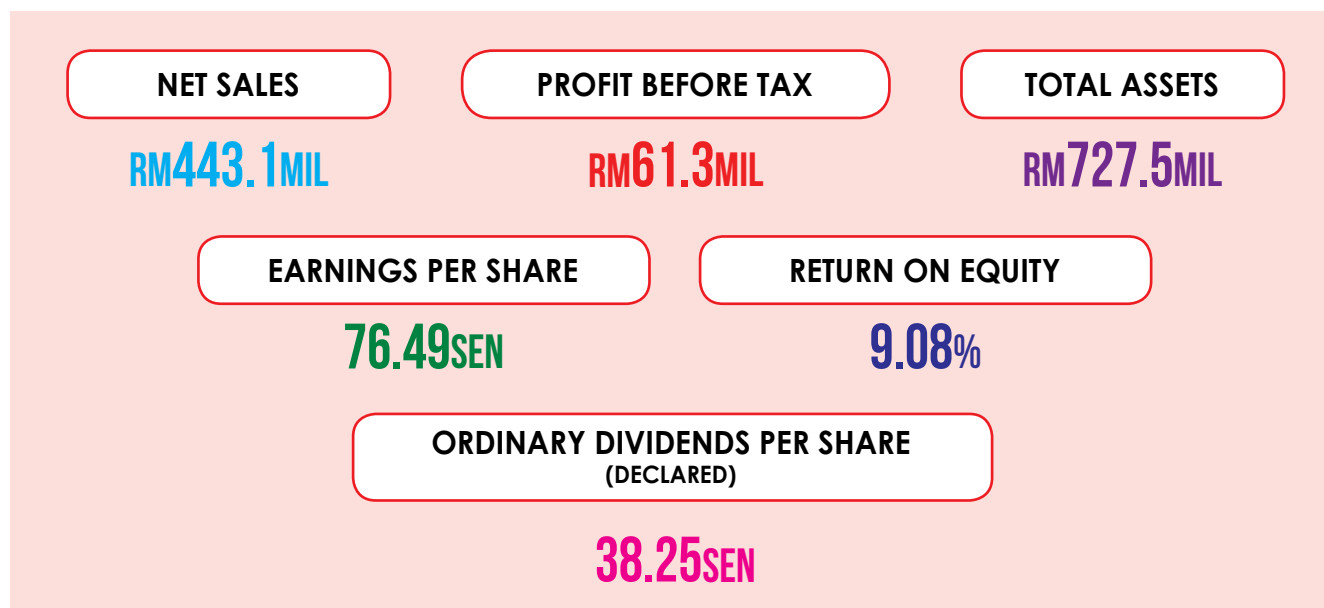 NET SALES
PROFIT BEFORE TAX
TOTAL ASSETS
RM443.1MIL
RM61.3MIL
RM727.5MIL
EARNINGS PER SHARE
RETURN ON EQUITY
76.49SEN
9.08%
ORDINARY DIVIDENDS PER SHARE
(DECLARED)
38.25SEN